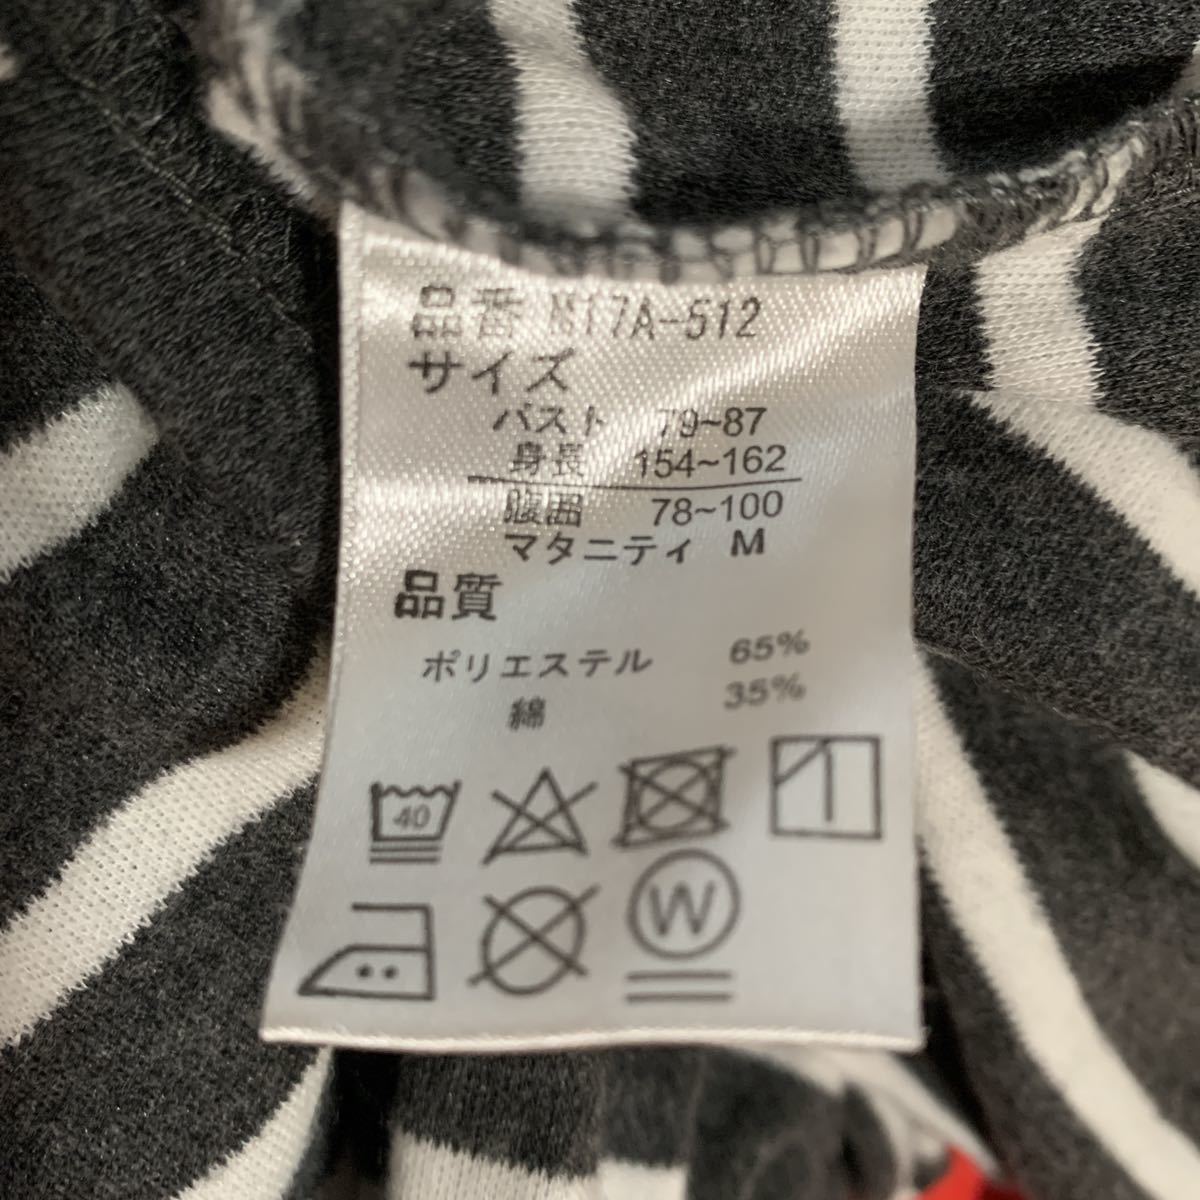 品番 M17A-512
サイズ
バスト 79~87
身長 154~162
腹囲 78~100
マタニティ M
品質
ポリエステル 65%
綿 35%
40
W